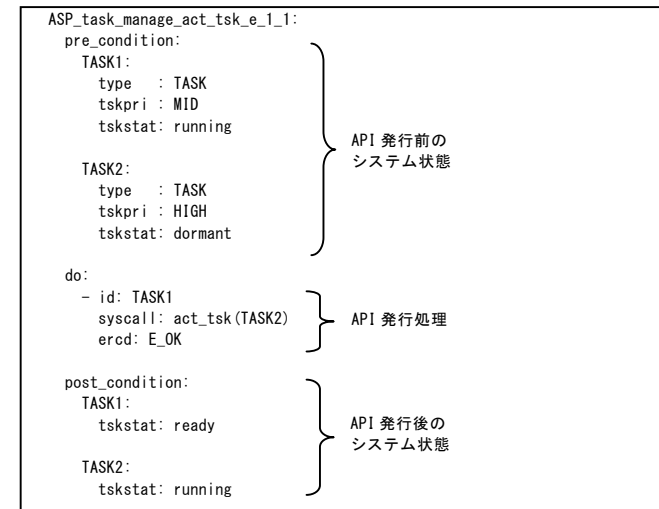 ASP_task_manage_act_tsk_e_1_1:
pre_condition:
TASK1:
type : TASK
tskpri : MID
tskstat: running
TASK2:
type : TASK
tskpri : HIGH
tskstat: dormant
API 発行前の
システム状態
do:
- id: TASK1
syscall: act_tsk(TASK2)
ercd: E_OK
API 発行処理
post_condition:
TASK1:
tskstat: ready
TASK2:
tskstat: running
API 発行後の
システム状態